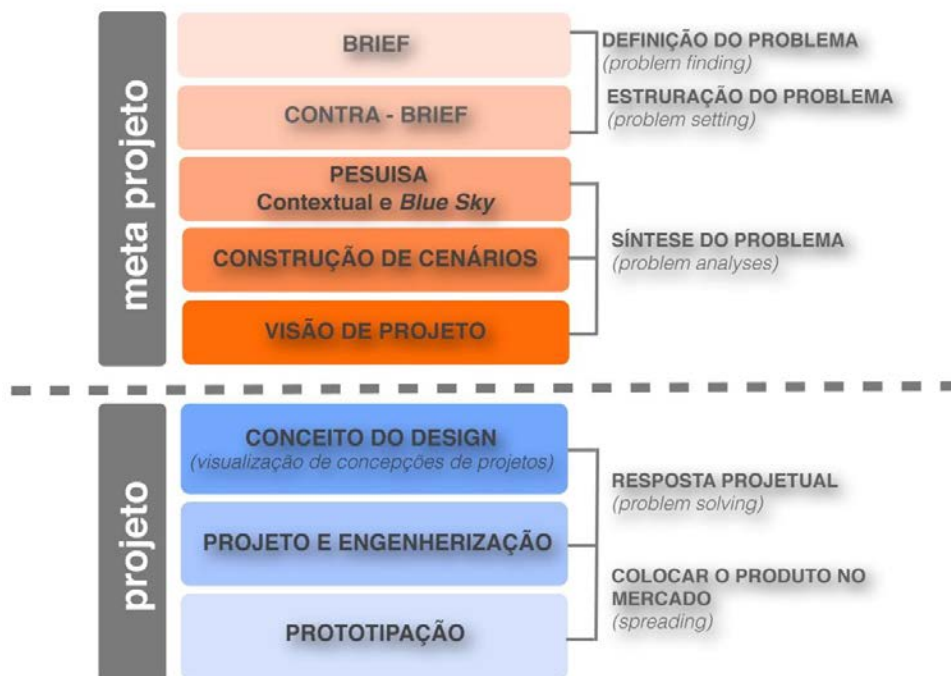 meta projeto
BRIEF
CONTRA - BRIEF
PESUISA
Contextual e Blue Sky
CONSTRUÇÃO DE CENÁRIOS
VISÃO DE PROJETO
DEFINIÇÃO DO PROBLEMA
(problem finding)
ESTRURAÇÃO DO PROBLEMA
(problem setting)
SÍNTESE DO PROBLEMA
(problem analyses)
projeto
CONCEITO DO DESIGN
(visualização de concepções de projetos)
PROJETO E ENGENHERIZAÇÃO
PROTOTIPAÇÃO
RESPOSTA PROJETUAL
(problem solving)
COLOCAR O PRODUTO NO
MERCADO
(spreading)